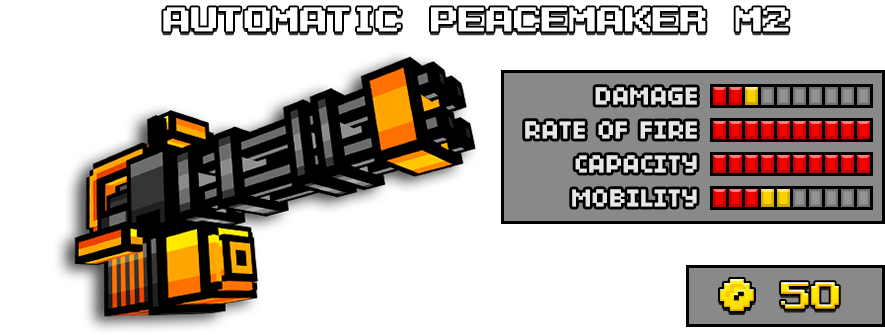 AUTOMATIC PEACEMAKER M2
DAMAGE
RATE OF FIRE
CAPACITY
MOBILITY
50